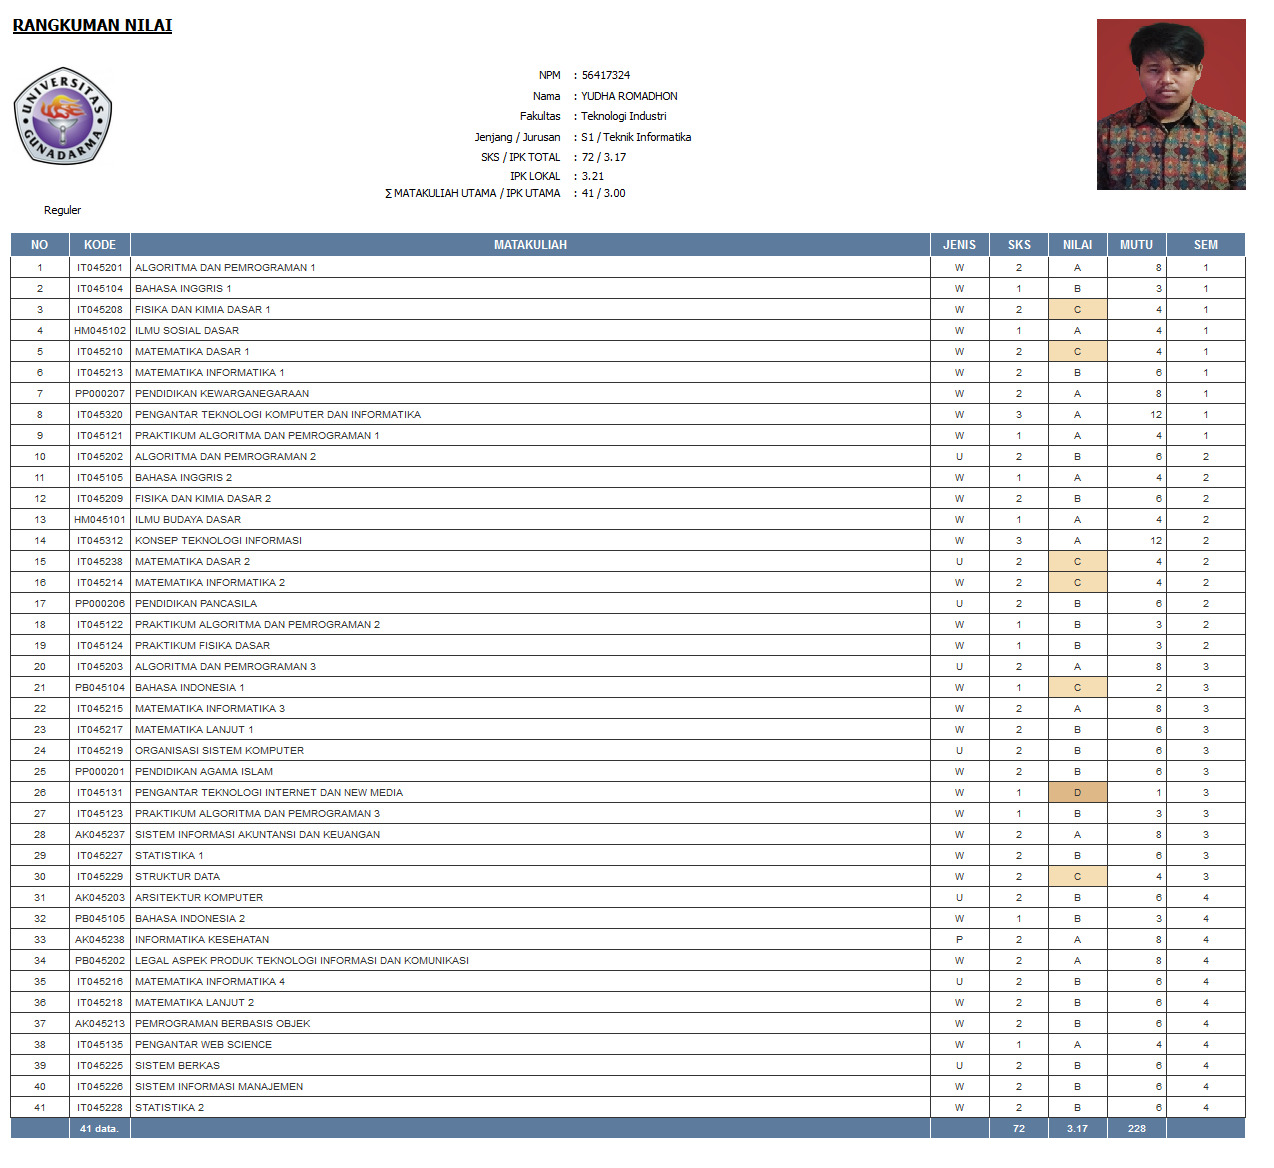 RANGKUMAN NILAI
UNIVERSITAS GUNADARMA
NPM : 56417324
Nama : YUDHA ROMADHON
Fakultas : Teknologi Industri
Jenjang / Jurusan : S1 / Teknik Informatika
SKS / IPK TOTAL : 72 / 3.17
IPK LOKAL : 3.21
∑ MATAKULIAH UTAMA / IPK UTAMA : 41 / 3.00
Reguler
NO KODE MATAKULIAH JENIS SKS NILAI MUTU SEM
1 IT045201 ALGORITMA DAN PEMROGRAMAN 1 W 2 A 8 1
2 IT045104 BAHASA INGGRIS 1 W 1 B 3 1
3 IT045208 FISIKA DAN KIMIA DASAR 1 W 2 C 4 1
4 HM045102 ILMU SOSIAL DASAR W 1 A 4 1
5 IT045210 MATEMATIKA DASAR 1 W 2 C 4 1
6 IT045213 MATEMATIKA INFORMATIKA 1 W 2 B 6 1
7 PP000207 PENDIDIKAN KEWARGANEGARAAN W 2 A 8 1
8 IT045320 PENGANTAR TEKNOLOGI KOMPUTER DAN INFORMATIKA W 3 A 12 1
9 IT045121 PRAKTIKUM ALGORITMA DAN PEMROGRAMAN 1 W 1 A 4 1
10 IT045202 ALGORITMA DAN PEMROGRAMAN 2 U 2 B 6 2
11 IT045105 BAHASA INGGRIS 2 W 1 A 4 2
12 IT045209 FISIKA DAN KIMIA DASAR 2 W 2 B 6 2
13 HM045101 ILMU BUDAYA DASAR W 1 A 4 2
14 IT045312 KONSEP TEKNOLOGI INFORMASI W 3 A 12 2
15 IT045238 MATEMATIKA DASAR 2 U 2 C 4 2
16 IT045214 MATEMATIKA INFORMATIKA 2 W 2 C 4 2
17 PP000206 PENDIDIKAN PANCASILA U 2 B 6 2
18 IT045122 PRAKTIKUM ALGORITMA DAN PEMROGRAMAN 2 W 1 B 3 2
19 IT045124 PRAKTIKUM FISIKA DASAR W 1 B 3 2
20 IT045203 ALGORITMA DAN PEMROGRAMAN 3 U 2 A 8 3
21 PB045104 BAHASA INDONESIA 1 W 1 C 2 3
22 IT045215 MATEMATIKA INFORMATIKA 3 W 2 A 8 3
23 IT045217 MATEMATIKA LANJUT 1 W 2 B 6 3
24 IT045219 ORGANISASI SISTEM KOMPUTER U 2 B 6 3
25 PP000201 PENDIDIKAN AGAMA ISLAM W 2 B 6 3
26 IT045131 PENGANTAR TEKNOLOGI INTERNET DAN NEW MEDIA W 1 D 1 3
27 IT045123 PRAKTIKUM ALGORITMA DAN PEMROGRAMAN 3 W 1 B 3 3
28 AK045237 SISTEM INFORMASI AKUNTANSI DAN KEUANGAN W 2 A 8 3
29 IT045227 STATISTIKA 1 W 2 B 6 3
30 IT045229 STRUKTUR DATA W 2 C 4 3
31 AK045203 ARSITEKTUR KOMPUTER U 2 B 6 4
32 PB045105 BAHASA INDONESIA 2 W 1 B 3 4
33 AK045238 INFORMATIKA KESEHATAN P 2 A 8 4
34 PB045202 LEGAL ASPEK PRODUK TEKNOLOGI INFORMASI DAN KOMUNIKASI W 2 A 8 4
35 IT045216 MATEMATIKA INFORMATIKA 4 U 2 B 6 4
36 IT045218 MATEMATIKA LANJUT 2 W 2 B 6 4
37 AK045213 PEMROGRAMAN BERBASIS OBJEK W 2 B 6 4
38 IT045135 PENGANTAR WEB SCIENCE W 1 A 4 4
39 IT045225 SISTEM BERKAS U 2 B 6 4
40 IT045226 SISTEM INFORMASI MANAJEMEN W 2 B 6 4
41 IT045228 STATISTIKA 2 W 2 B 6 4
41 data. 72 3.17 228